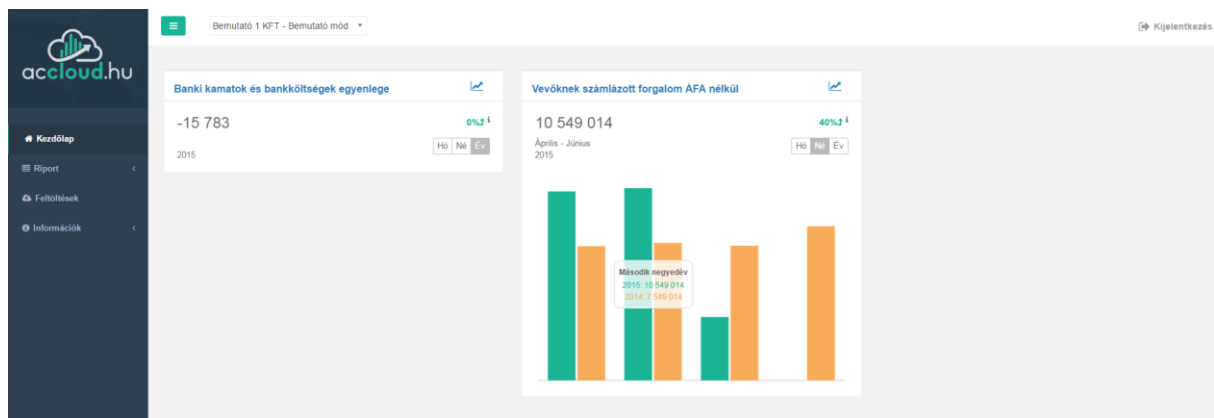 accloud.hu
Kezdőlap
Riport
Feltöltések
Információk
Bemutató 1 KFT - Bemutató mód
Kijelentkezés
Banki kamatok és bankköltségek egyenlege
-15 783
0%
2015
Hó Né Év
Vevőknek számlázott forgalom ÁFA nélkül
10 549 014
40%
Április - Június
2015
Hó Né Év
Második negyedév
2015: 10 549 014
2014: 7 549 014